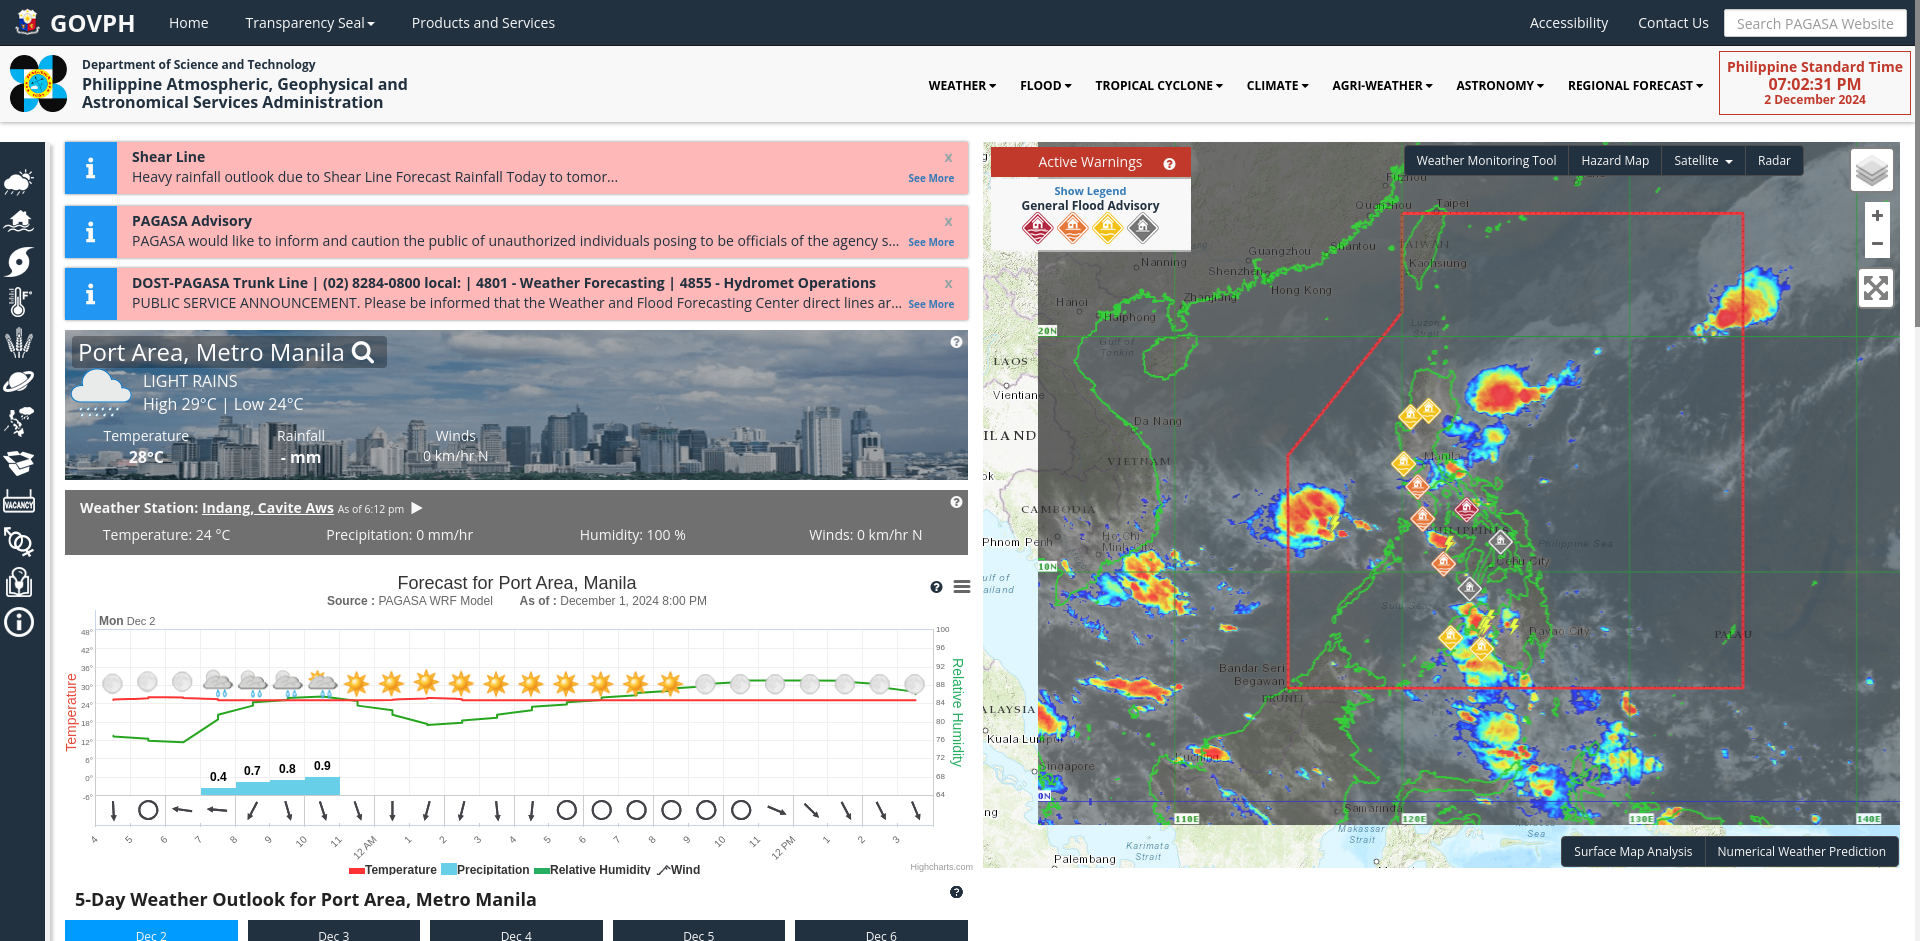 GOVPH
Home
Transparency Seal
Products and Services
Accessibility
Contact Us
Search PAGASA Website
Department of Science and Technology
Philippine Atmospheric, Geophysical and
Astronomical Services Administration
WEATHER
FLOOD
TROPICAL CYCLONE
CLIMATE
AGRI-WEATHER
ASTRONOMY
REGIONAL FORECAST
Philippine Standard Time
07:02:31 PM
2 December 2024
Shear Line
x
Heavy rainfall outlook due to Shear Line Forecast Rainfall Today to tomor...
See More
PAGASA Advisory
x
PAGASA would like to inform and caution the public of unauthorized individuals posing to be officials of the agency s...
See More
DOST-PAGASA Trunk Line | (02) 8284-0800 local: | 4801 - Weather Forecasting | 4855 - Hydromet Operations
x
PUBLIC SERVICE ANNOUNCEMENT. Please be informed that the Weather and Flood Forecasting Center direct lines ar...
See More
VACANCY
Port Area, Metro Manila
LIGHT RAINS
High 29°C | Low 24°C
Temperature
Rainfall
Winds
28°C
- mm
0 km/hr N
Weather Station: Indang, Cavite Aws As of 6:12 pm
Temperature: 24 °C
Precipitation: 0 mm/hr
Humidity: 100 %
Winds: 0 km/hr N
Forecast for Port Area, Manila
Source : PAGASA WRF Model As of : December 1, 2024 8:00 PM
Mon Dec 2
Temperature
48°
42°
36°
30°
24°
18°
12°
6°
0°
-6°
100
96
92
88
84
80
76
72
68
64
Relative Humidity
0.4
0.7
0.8
0.9
4 5 6 7 8 9 10 11 12 AM 1 2 3 4 5 6 7 8 9 10 11 12 PM 1 2 3
Temperature
Precipitation
Relative Humidity
Wind
Highcharts.com
5-Day Weather Outlook for Port Area, Metro Manila
Dec 2
Dec 3
Dec 4
Dec 5
Dec 6
Active Warnings
Show Legend
General Flood Advisory
Weather Monitoring Tool
Hazard Map
Satellite
Radar
+
−
Fuzhou
Quanzhou
Taipei
TAIWAN
Kaohsiung
Guangzhou
Shantou
Nanning
Shenzhen
Hong Kong
Zhanjiang
Hanoi
Haiphong
Gulf of
Tonkin
Luzon
Strait
20N
LAOS
Vientiane
Da Nang
ILAND
VIETNAM
Manila
ok
CAMBODIA
PHILIPPINES
Phnom Penh
Ho Chi
Minh City
Philippine Sea
Cebu City
10N
ulf of
ailand
Sulu Sea
Davao City
PALAU
Bandar Seri
Begawan
BRUNEI
ALAYSIA
Kuala Lumpur
Kuching
Singapore
0N
ng
Samarinda
110E
120E
130E
140E
Makassar
Strait
Karimata
Strait
Sea
Palembang
Surface Map Analysis
Numerical Weather Prediction